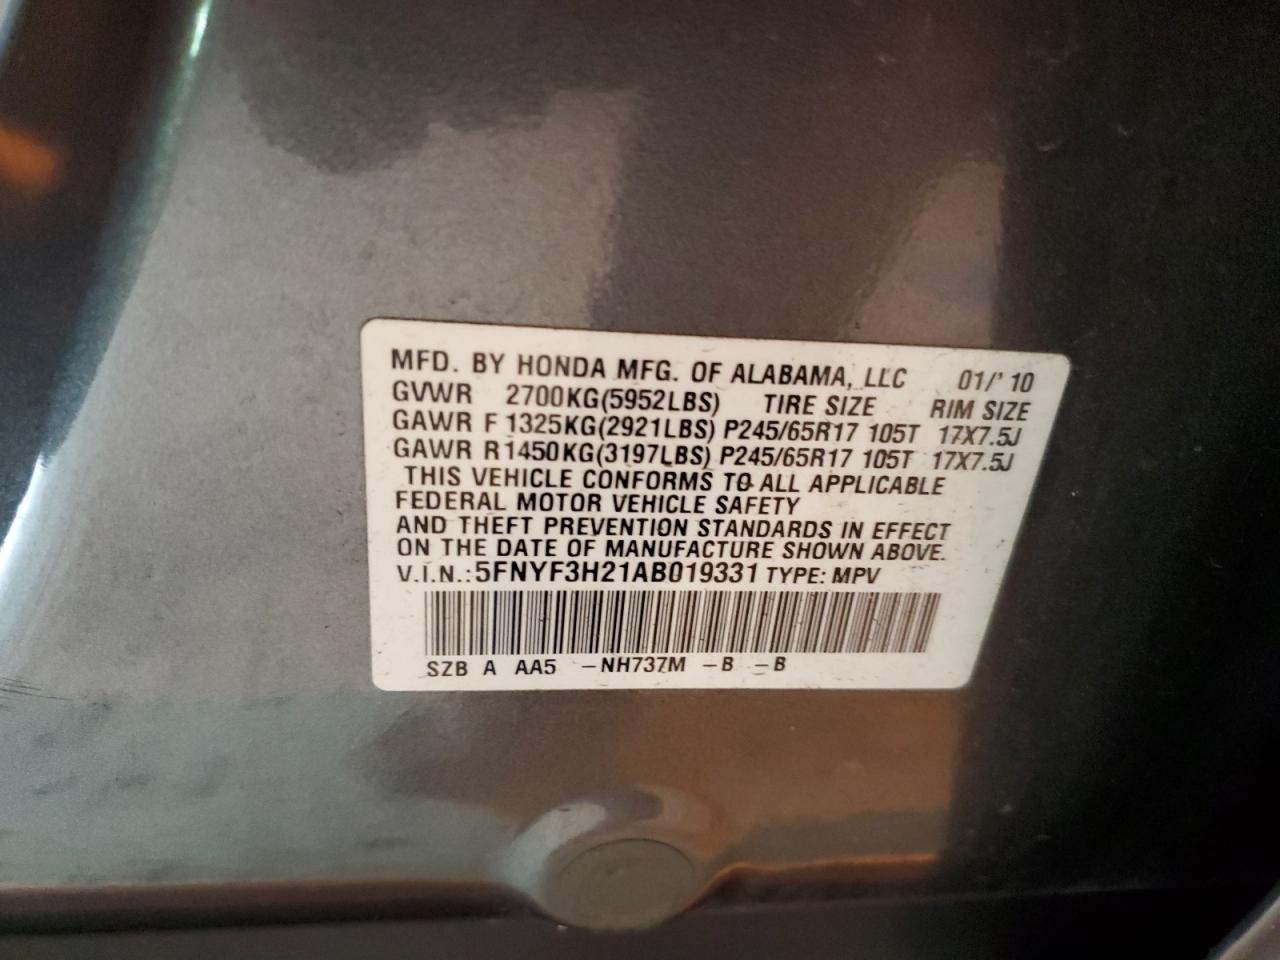 MFD. BY HONDA MFG. OF ALABAMA, LLC 01/'10
GVWR 2700KG(5952LBS) TIRE SIZE RIM SIZE
GAWR F 1325KG(2921LBS) P245/65R17 105T 17X7.5J
GAWR R1450KG(3197LBS) P245/65R17 105T 17X7.5J
THIS VEHICLE CONFORMS TO ALL APPLICABLE
FEDERAL MOTOR VEHICLE SAFETY
AND THEFT PREVENTION STANDARDS IN EFFECT
ON THE DATE OF MANUFACTURE SHOWN ABOVE.
V.I.N.:5FNYF3H21AB019331 TYPE: MPV
SZB A AA5 -NH737M -B -B